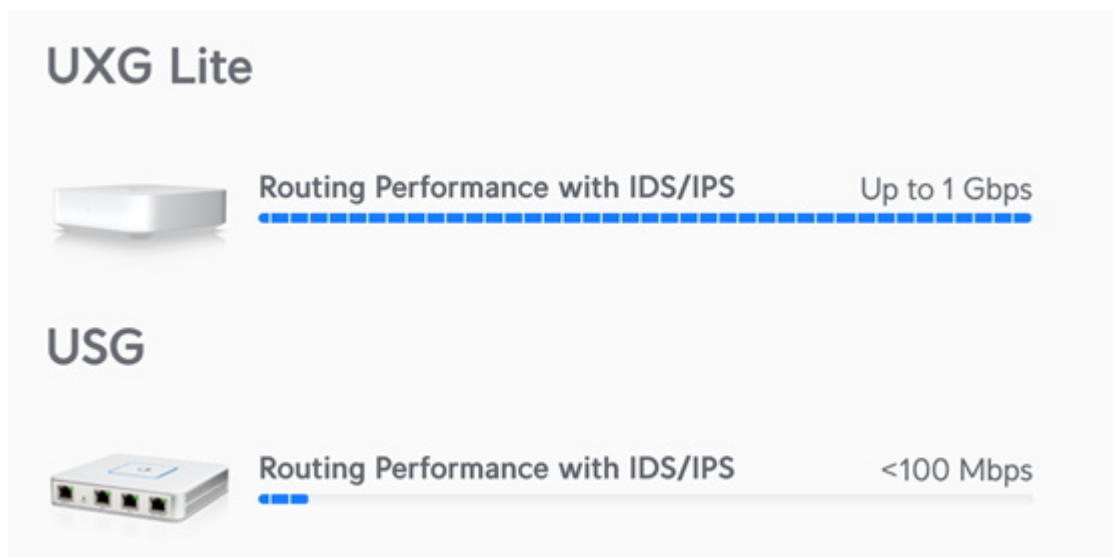 UXG Lite
Routing Performance with IDS/IPS Up to 1 Gbps
USG
Routing Performance with IDS/IPS <100 Mbps